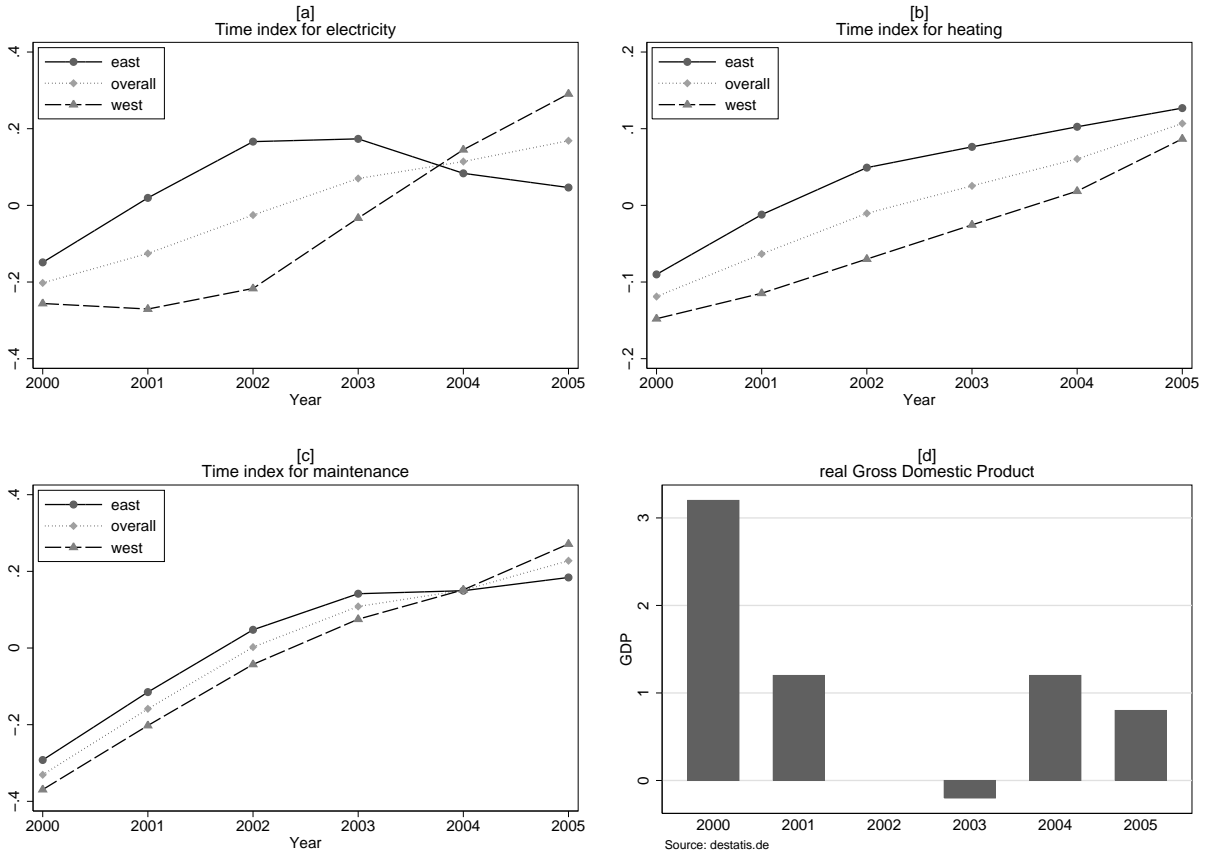 [a]
Time index for electricity
.4
.2
0
−.2
−.4
east
overall
west
2000 2001 2002 2003 2004 2005
Year
[b]
Time index for heating
.2
.1
0
−.1
−.2
east
overall
west
2000 2001 2002 2003 2004 2005
Year
[c]
Time index for maintenance
.4
.2
0
−.2
−.4
east
overall
west
2000 2001 2002 2003 2004 2005
Year
[d]
real Gross Domestic Product
GDP
3
2
1
0
2000 2001 2002 2003 2004 2005
Source: destatis.de